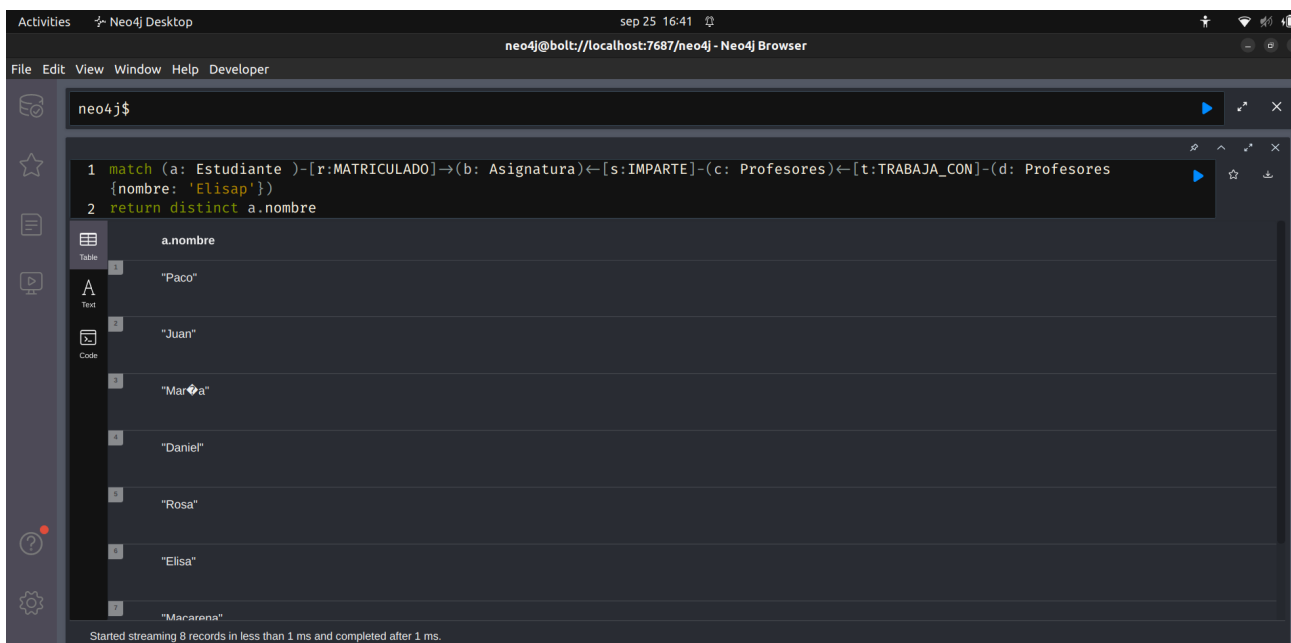 Activities Neo4j Desktop sep 25 16:41
neo4j@bolt://localhost:7687/neo4j - Neo4j Browser
File Edit View Window Help Developer
neo4j$
1 match (a: Estudiante )-[r:MATRICULADO]→(b: Asignatura)←[s:IMPARTE]-(c: Profesores)←[t:TRABAJA_CON]-(d: Profesores
{nombre: 'Elisap'})
2 return distinct a.nombre
Table
a.nombre
1
"Paco"
Text
2
"Juan"
Code
3
"Mar�a"
4
"Daniel"
5
"Rosa"
6
"Elisa"
7
"Macarena"
Started streaming 8 records in less than 1 ms and completed after 1 ms.